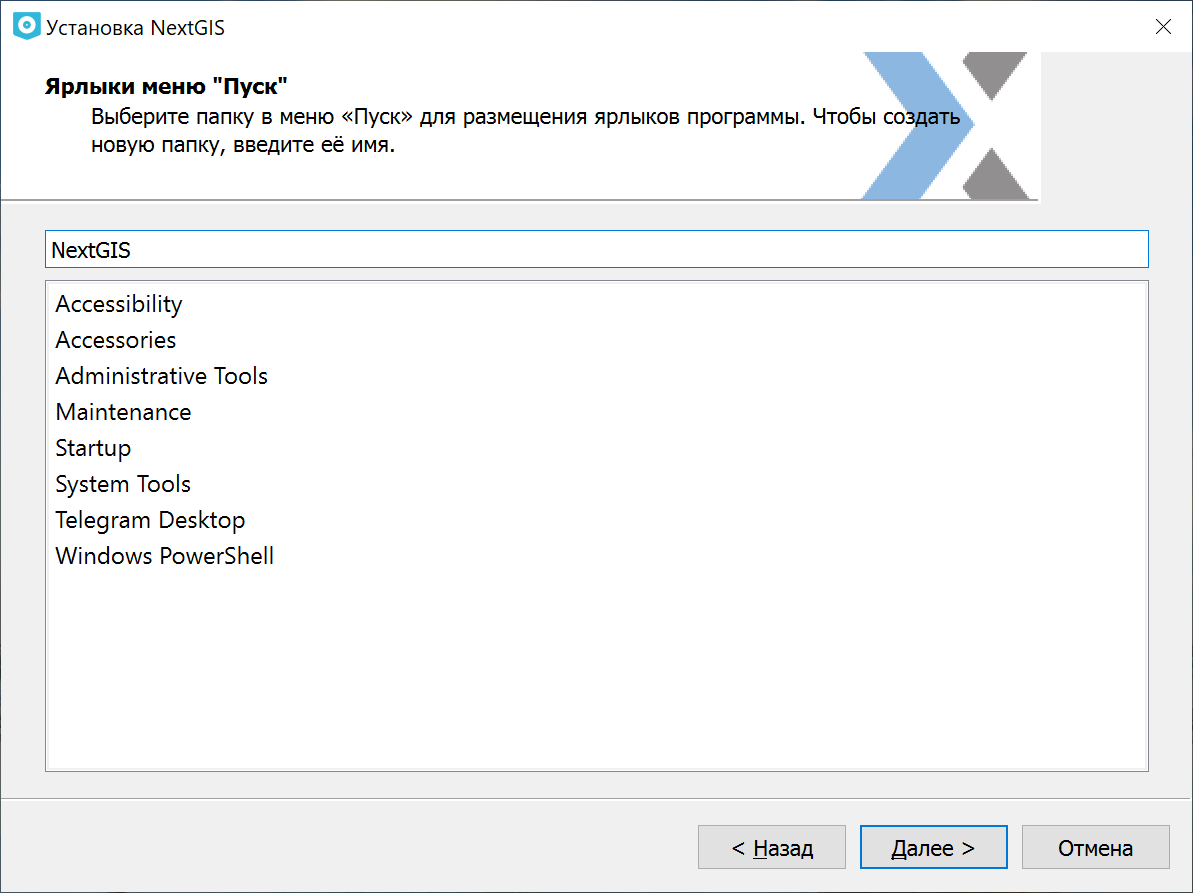 Установка NextGIS
Ярлыки меню "Пуск"
Выберите папку в меню «Пуск» для размещения ярлыков программы. Чтобы создать
новую папку, введите её имя.
NextGIS
Accessibility
Accessories
Administrative Tools
Maintenance
Startup
System Tools
Telegram Desktop
Windows PowerShell
< Назад
Далее >
Отмена